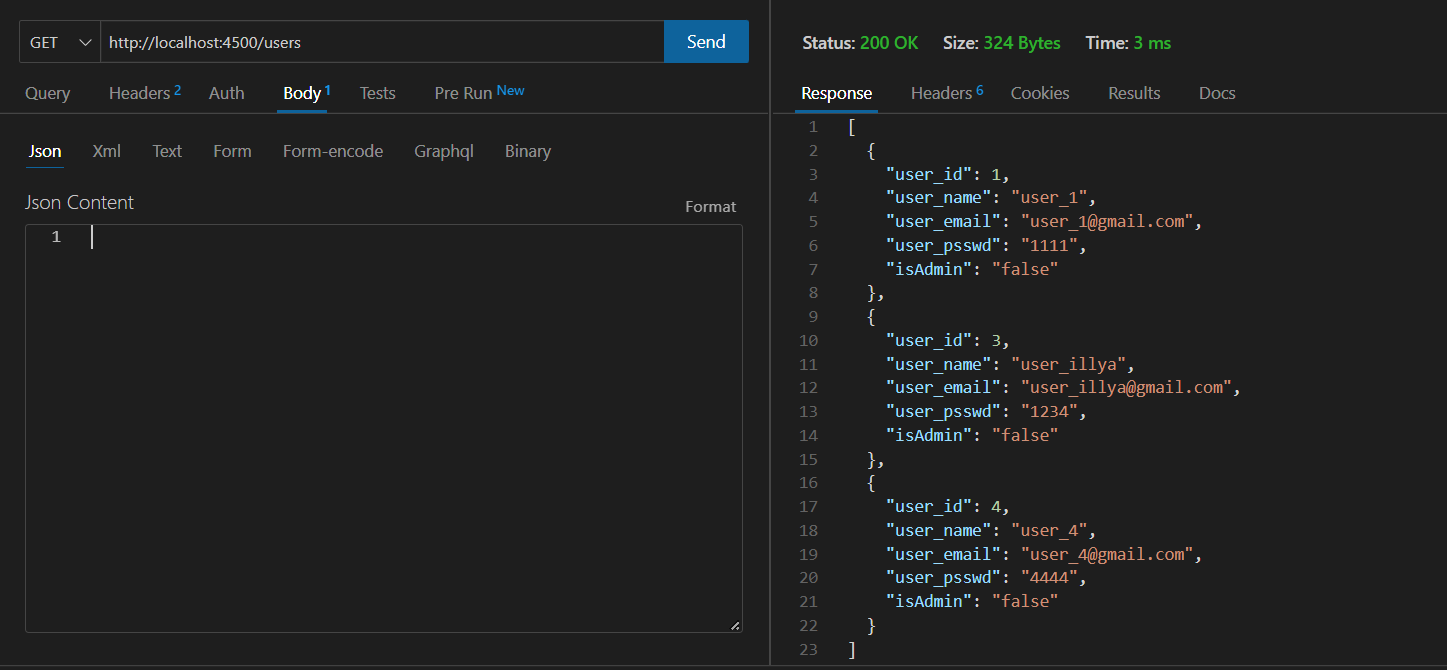 GET http://localhost:4500/users Send
Query Headers 2 Auth Body 1 Tests Pre Run New
Json Xml Text Form Form-encode Graphql Binary
Json Content
Format
1
Status: 200 OK Size: 324 Bytes Time: 3 ms
Response Headers 6 Cookies Results Docs
1 [
2 {
3 "user_id": 1,
4 "user_name": "user_1",
5 "user_email": "user_1@gmail.com",
6 "user_psswd": "1111",
7 "isAdmin": "false"
8 },
9 {
10 "user_id": 3,
11 "user_name": "user_illya",
12 "user_email": "user_illya@gmail.com",
13 "user_psswd": "1234",
14 "isAdmin": "false"
15 },
16 {
17 "user_id": 4,
18 "user_name": "user_4",
19 "user_email": "user_4@gmail.com",
20 "user_psswd": "4444",
21 "isAdmin": "false"
22 }
23 ]